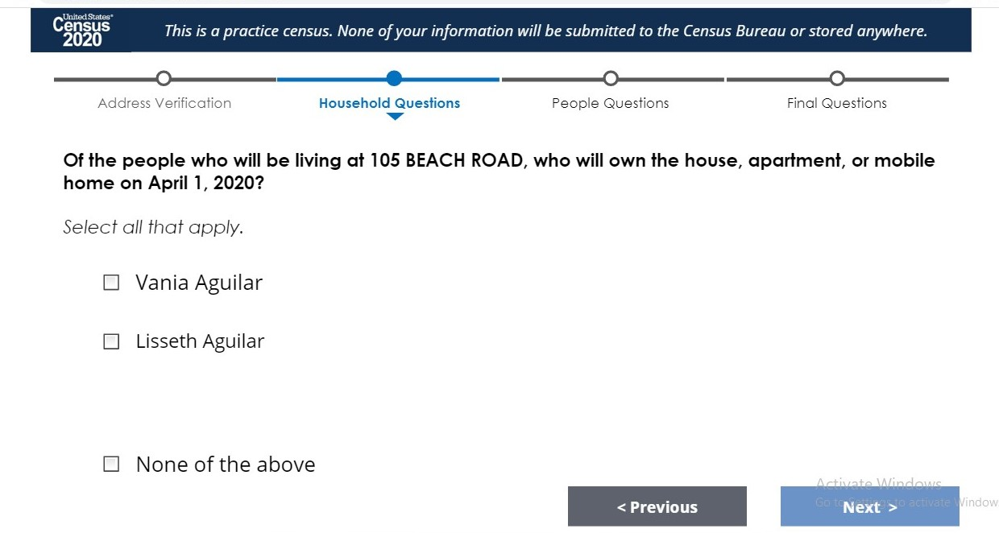 United States®
Census
2020
This is a practice census. None of your information will be submitted to the Census Bureau or stored anywhere.
Address Verification
Household Questions
People Questions
Final Questions
Of the people who will be living at 105 BEACH ROAD, who will own the house, apartment, or mobile
home on April 1, 2020?
Select all that apply.
Vania Aguilar
Lisseth Aguilar
None of the above
Activate Windows
Go to Settings to activate Window
< Previous
Next >